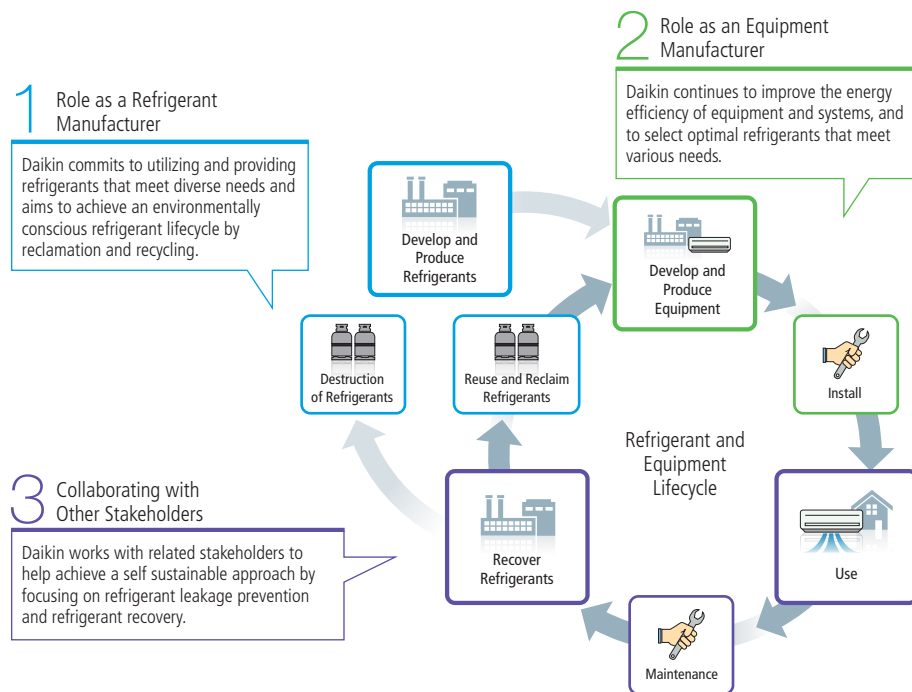 1
Role as a Refrigerant
Manufacturer
Daikin commits to utilizing and providing
refrigerants that meet diverse needs and
aims to achieve an environmentally
conscious refrigerant lifecycle by
reclamation and recycling.
2
Role as an Equipment
Manufacturer
Daikin continues to improve the energy
efficiency of equipment and systems, and
to select optimal refrigerants that meet
various needs.
Develop and
Produce
Refrigerants
Develop and
Produce
Equipment
Destruction
of Refrigerants
Reuse and Reclaim
Refrigerants
Install
Refrigerant and
Equipment
Lifecycle
3
Collaborating with
Other Stakeholders
Daikin works with related stakeholders to
help achieve a self sustainable approach by
focusing on refrigerant leakage prevention
and refrigerant recovery.
Recover
Refrigerants
Use
Maintenance